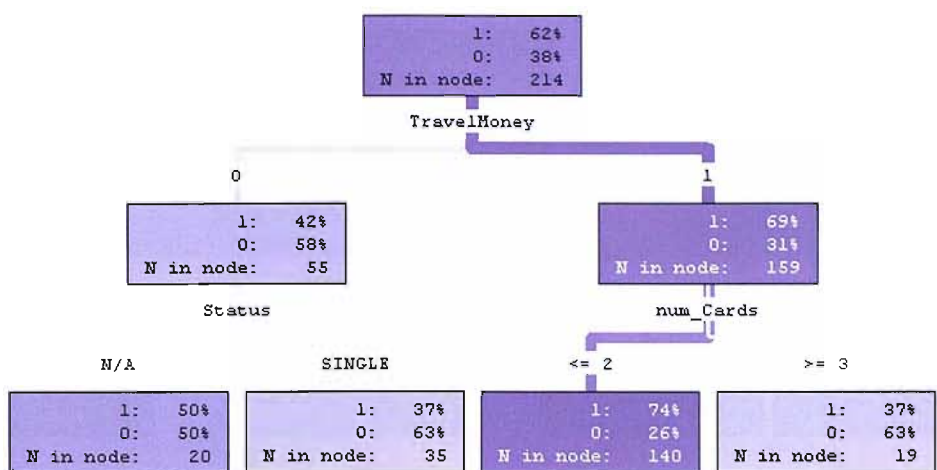 1: 62%
0: 38%
N in node: 214
TravelMoney
0
1
1: 42%
0: 58%
N in node: 55
1: 69%
0: 31%
N in node: 159
Status
num_Cards
N/A
SINGLE
<= 2
>= 3
1: 50%
0: 50%
N in node: 20
1: 37%
0: 63%
N in node: 35
1: 74%
0: 26%
N in node: 140
1: 37%
0: 63%
N in node: 19